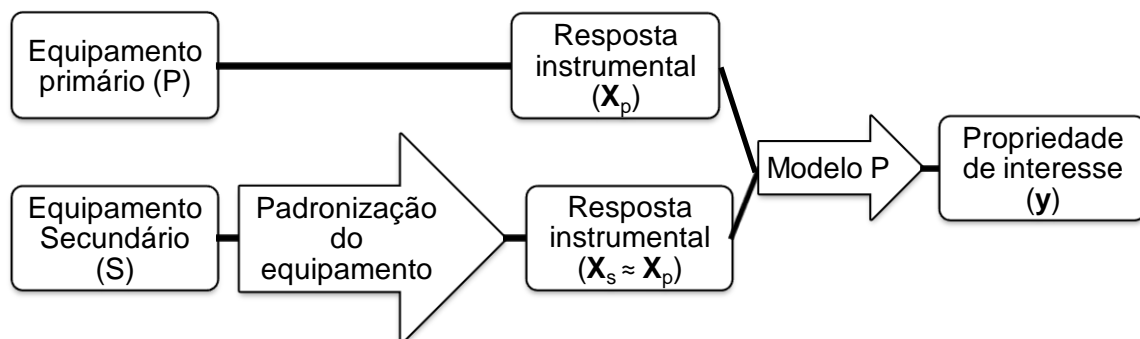 Equipamento
primário (P)
Resposta
instrumental
(Xp)
Modelo P
Propriedade
de interesse
(y)
Equipamento
Secundário
(S)
Padronização
do
equipamento
Resposta
instrumental
(Xs ≈ Xp)